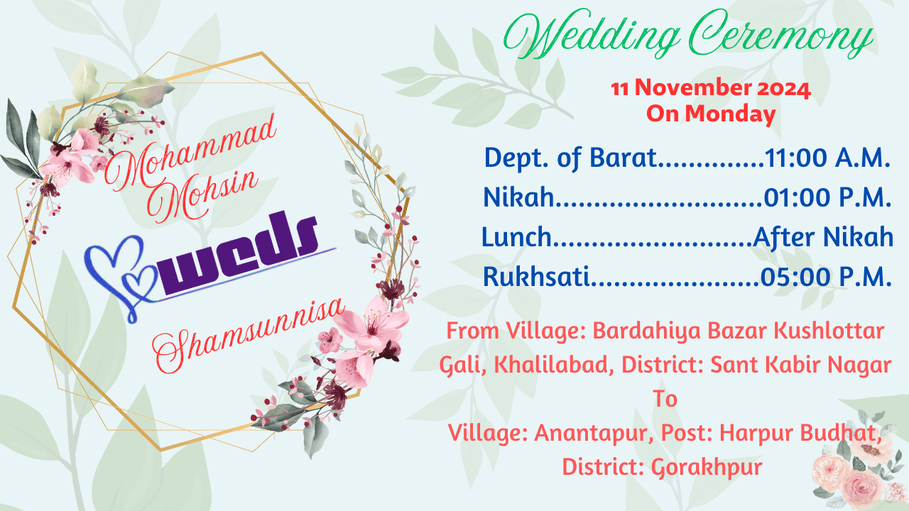 Mohammad
Mohsin
weds
Shamsunnisa
Wedding Ceremony
11 November 2024
On Monday
Dept. of Barat..............11:00 A.M.
Nikah...........................01:00 P.M.
Lunch..........................After Nikah
Rukhsati......................05:00 P.M.
From Village: Bardahiya Bazar Kushlottar
Gali, Khalilabad, District: Sant Kabir Nagar
To
Village: Anantapur, Post: Harpur Budhat,
District: Gorakhpur